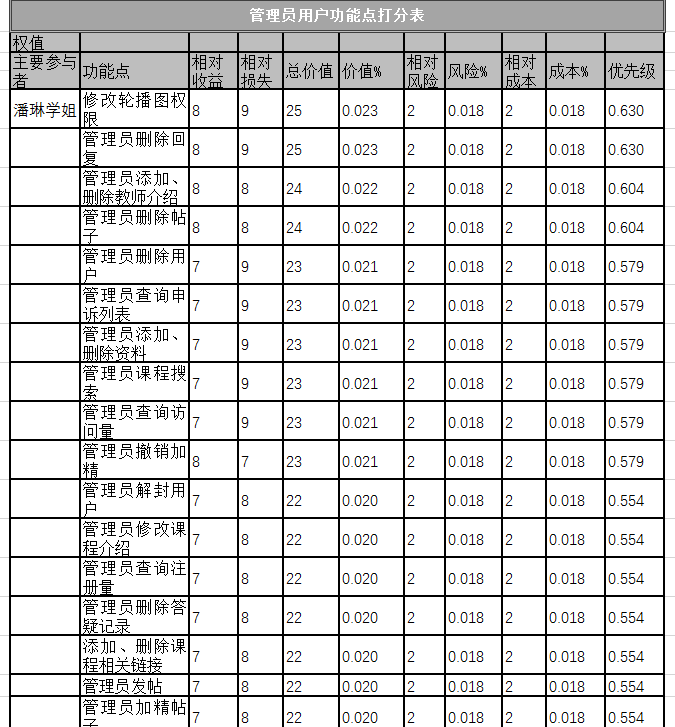 管理员用户功能点打分表
权值
主要参与者 功能点 相对收益 相对损失 总价值 价值% 相对风险 风险% 相对成本 成本% 优先级
潘琳学姐 修改轮播图权限 8 9 25 0.023 2 0.018 2 0.018 0.630
管理员删除回复 8 9 25 0.023 2 0.018 2 0.018 0.630
管理员添加、删除教师介绍 8 8 24 0.022 2 0.018 2 0.018 0.604
管理员删除帖子 8 8 24 0.022 2 0.018 2 0.018 0.604
管理员删除用户 7 9 23 0.021 2 0.018 2 0.018 0.579
管理员查询申诉列表 7 9 23 0.021 2 0.018 2 0.018 0.579
管理员添加、删除资料 7 9 23 0.021 2 0.018 2 0.018 0.579
管理员课程搜索 7 9 23 0.021 2 0.018 2 0.018 0.579
管理员查询访问量 7 9 23 0.021 2 0.018 2 0.018 0.579
管理员撤销加精 8 7 23 0.021 2 0.018 2 0.018 0.579
管理员解封用户 7 8 22 0.020 2 0.018 2 0.018 0.554
管理员修改课程介绍 7 8 22 0.020 2 0.018 2 0.018 0.554
管理员查询注册量 7 8 22 0.020 2 0.018 2 0.018 0.554
管理员删除答疑记录 7 8 22 0.020 2 0.018 2 0.018 0.554
添加、删除课程相关链接 7 8 22 0.020 2 0.018 2 0.018 0.554
管理员发帖 7 8 22 0.020 2 0.018 2 0.018 0.554
管理员加精帖子 7 8 22 0.020 2 0.018 2 0.018 0.554